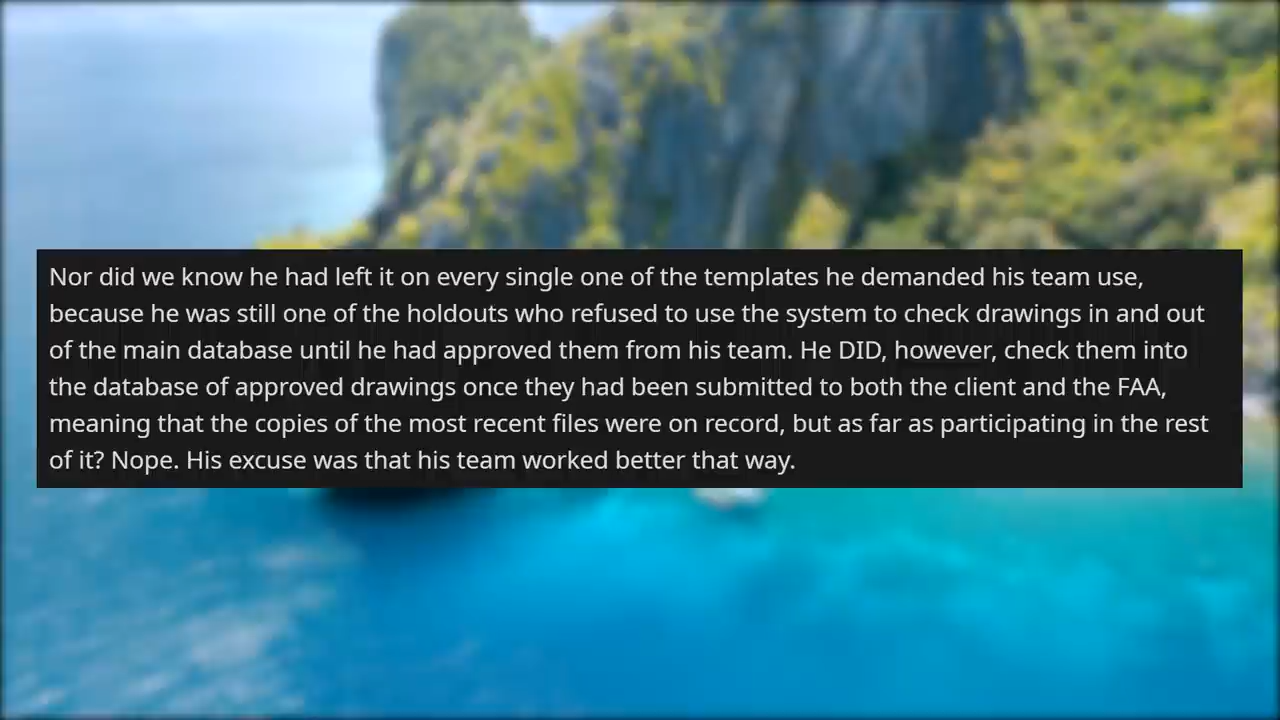 Nor did we know he had left it on every single one of the templates he demanded his team use,
because he was still one of the holdouts who refused to use the system to check drawings in and out
of the main database until he had approved them from his team. He DID, however, check them into
the database of approved drawings once they had been submitted to both the client and the FAA,
meaning that the copies of the most recent files were on record, but as far as participating in the rest
of it? Nope. His excuse was that his team worked better that way.